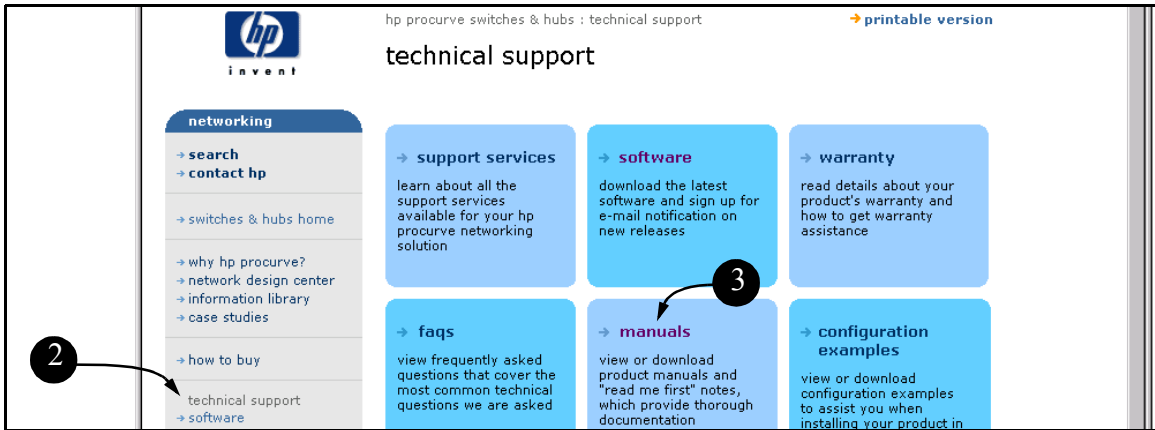 hp procurve switches & hubs : technical support
printable version
hp
invent
technical support
networking
search
contact hp
switches & hubs home
why hp procurve?
network design center
information library
case studies
how to buy
technical support
software
2
support services
learn about all the
support services
available for your hp
procurve networking
solution
software
download the latest
software and sign up for
e-mail notification on
new releases
warranty
read details about your
product's warranty and
how to get warranty
assistance
3
faqs
view frequently asked
questions that cover the
most common technical
questions we are asked
manuals
view or download
product manuals and
"read me first" notes,
which provide thorough
documentation
configuration
examples
view or download
configuration examples
to assist you when
installing your product in